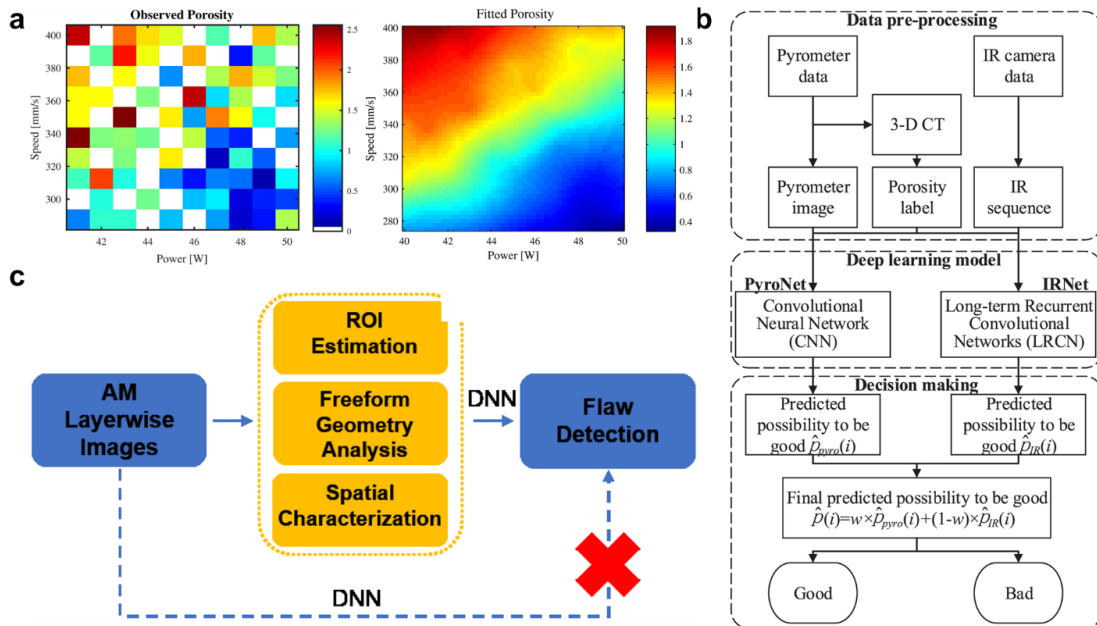 a
Observed Porosity
Speed [mm/s]
400
380
360
340
320
300
42
44
46
48
50
Power [W]
2.5
2
1.5
1
0.5
0
Fitted Porosity
Speed [mm/s]
400
380
360
340
320
300
280
40
42
44
46
48
50
Power [W]
1.8
1.6
1.4
1.2
1
0.8
0.6
0.4
b
Data pre-processing
Pyrometer
data
IR camera
data
3-D CT
Pyrometer
image
Porosity
label
IR
sequence
Deep learning model
PyroNet
IRNet
Convolutional
Neural Network
(CNN)
Long-term Recurrent
Convolutional
Networks (LRCN)
Decision making
Predicted
possibility to be
good p̂pyro(i)
Predicted
possibility to be
good p̂IR(i)
Final predicted possibility to be good
p̂(i)=w×p̂pyro(i)+(1-w)×p̂IR(i)
Good
Bad
c
AM
Layerwise
Images
ROI
Estimation
Freeform
Geometry
Analysis
Spatial
Characterization
DNN
Flaw
Detection
DNN